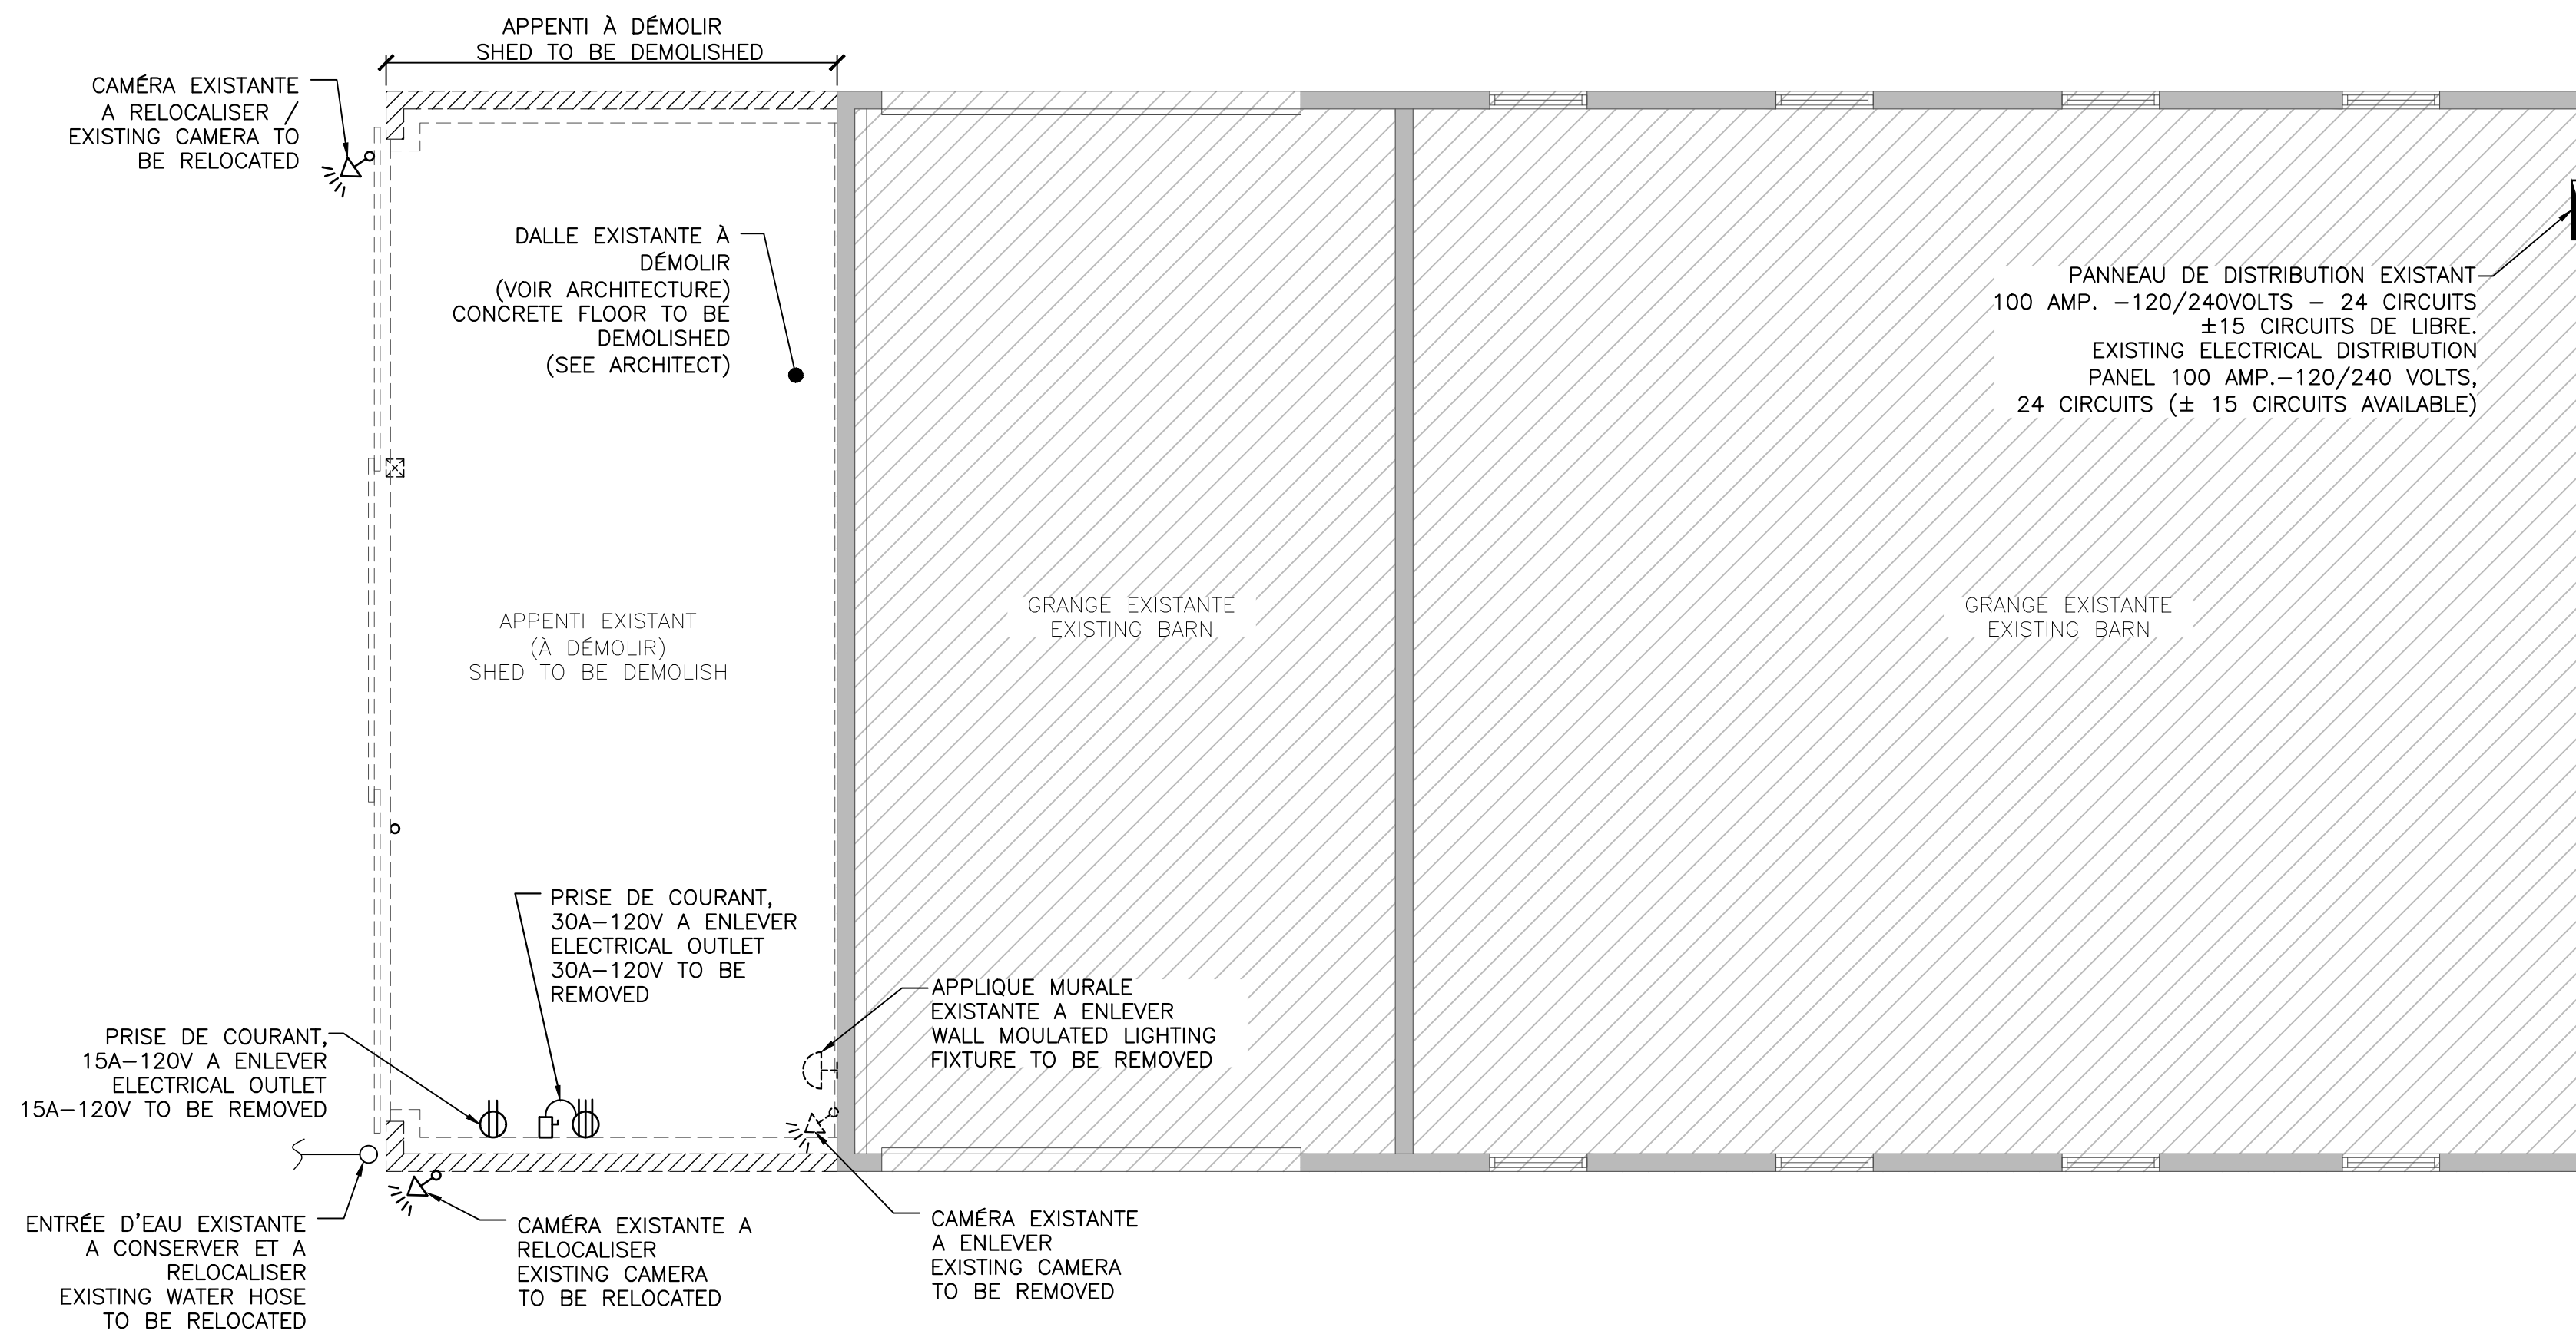 APPENTI À DÉMOLIR
SHED TO BE DEMOLISHED
CAMÉRA EXISTANTE
A RELOCALISER /
EXISTING CAMERA TO
BE RELOCATED
DALLE EXISTANTE À
DÉMOLIR
(VOIR ARCHITECTURE)
CONCRETE FLOOR TO BE
DEMOLISHED
(SEE ARCHITECT)
PANNEAU DE DISTRIBUTION EXISTANT
100 AMP. -120/240VOLTS - 24 CIRCUITS
±15 CIRCUITS DE LIBRE.
EXISTING ELECTRICAL DISTRIBUTION
PANEL 100 AMP.-120/240 VOLTS,
24 CIRCUITS (± 15 CIRCUITS AVAILABLE)
APPENTI EXISTANT
(À DÉMOLIR)
SHED TO BE DEMOLISH
GRANGE EXISTANTE
EXISTING BARN
GRANGE EXISTANTE
EXISTING BARN
PRISE DE COURANT,
30A-120V A ENLEVER
ELECTRICAL OUTLET
30A-120V TO BE
REMOVED
APPLIQUE MURALE
EXISTANTE A ENLEVER
WALL MOULATED LIGHTING
FIXTURE TO BE REMOVED
PRISE DE COURANT,
15A-120V A ENLEVER
ELECTRICAL OUTLET
15A-120V TO BE REMOVED
ENTRÉE D'EAU EXISTANTE
A CONSERVER ET A
RELOCALISER
EXISTING WATER HOSE
TO BE RELOCATED
CAMÉRA EXISTANTE A
RELOCALISER
EXISTING CAMERA
TO BE RELOCATED
CAMÉRA EXISTANTE
A ENLEVER
EXISTING CAMERA
TO BE REMOVED